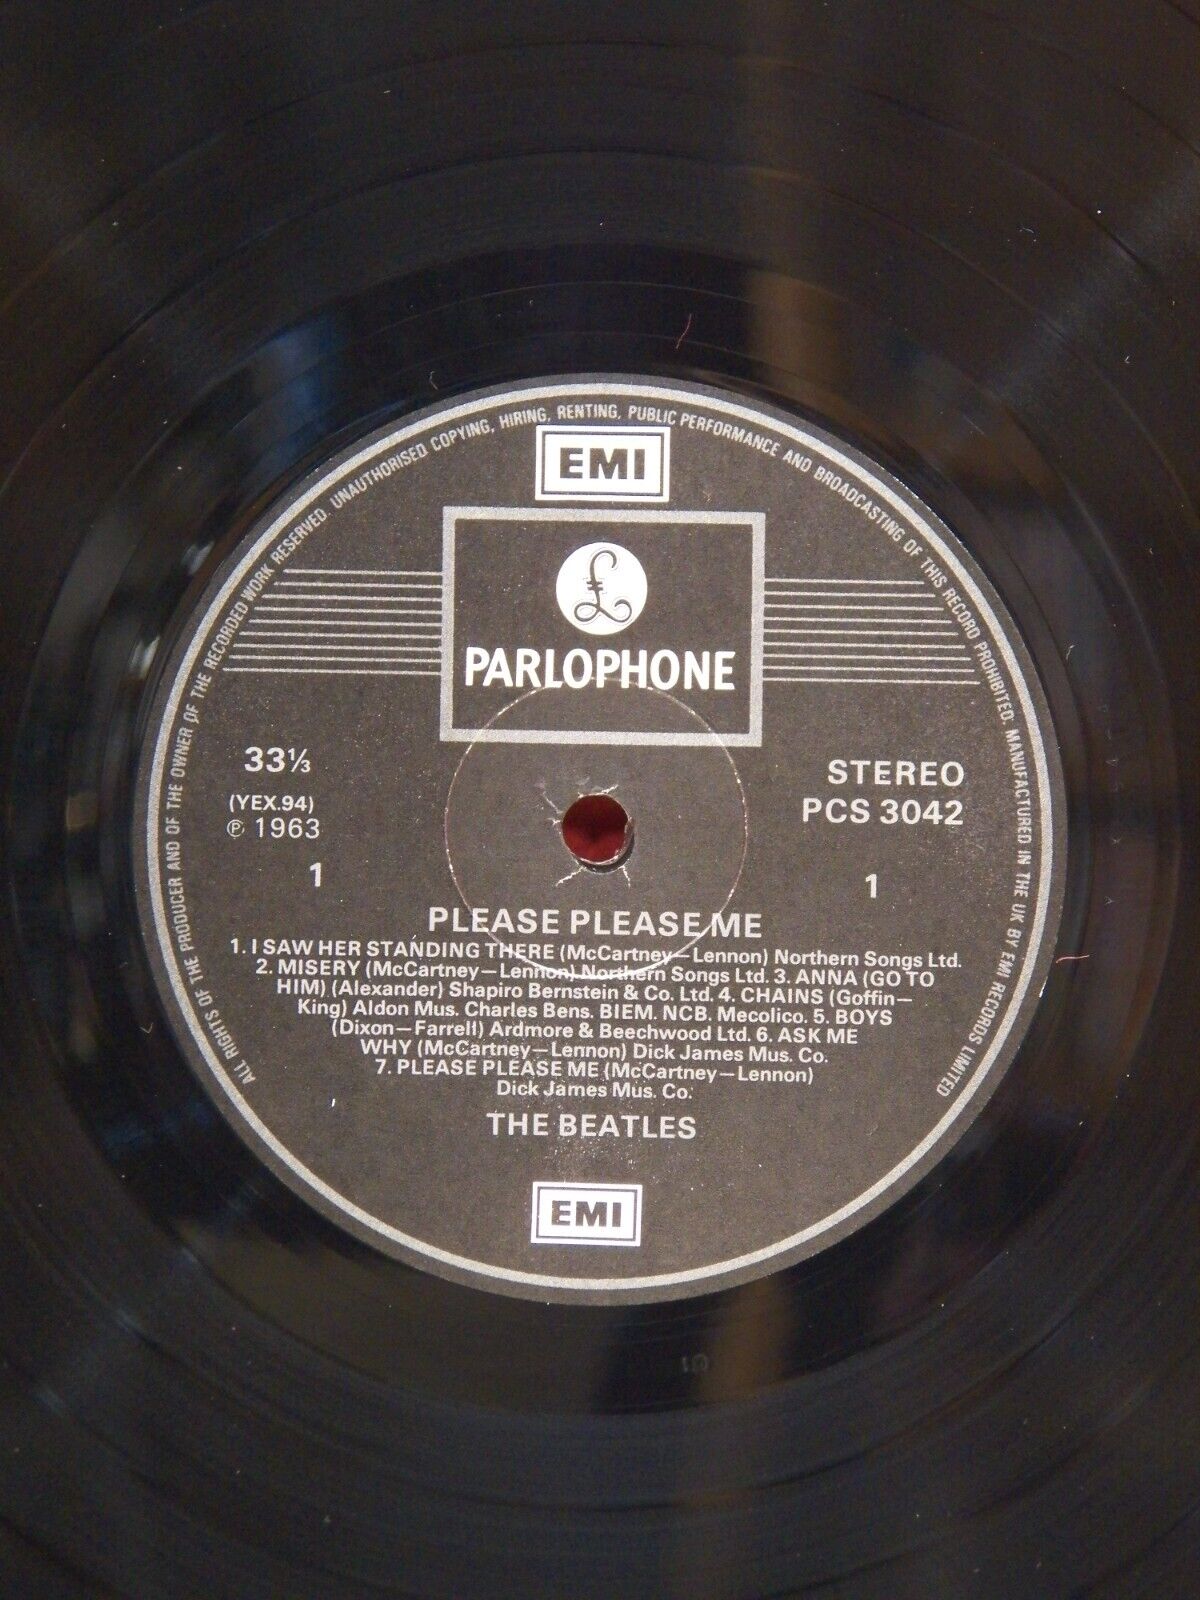 ALL RIGHTS OF THE PRODUCER AND OF THE OWNER OF THE RECORDED WORK RESERVED. UNAUTHORISED COPYING, HIRING, RENTING, PUBLIC PERFORMANCE AND BROADCASTING OF THIS RECORD PROHIBITED. MANUFACTURED IN THE UK BY EMI RECORDS LIMITED
EMI
£
PARLOPHONE
33⅓
(YEX.94)
℗ 1963
1
STEREO
PCS 3042
1
PLEASE PLEASE ME
1. I SAW HER STANDING THERE (McCartney—Lennon) Northern Songs Ltd.
2. MISERY (McCartney—Lennon) Northern Songs Ltd. 3. ANNA (GO TO
HIM) (Alexander) Shapiro Bernstein & Co. Ltd. 4. CHAINS (Goffin—
King) Aldon Mus. Charles Bens. BIEM. NCB. Mecolico. 5. BOYS
(Dixon—Farrell) Ardmore & Beechwood Ltd. 6. ASK ME
WHY (McCartney—Lennon) Dick James Mus. Co.
7. PLEASE PLEASE ME (McCartney—Lennon)
Dick James Mus. Co.
THE BEATLES
EMI